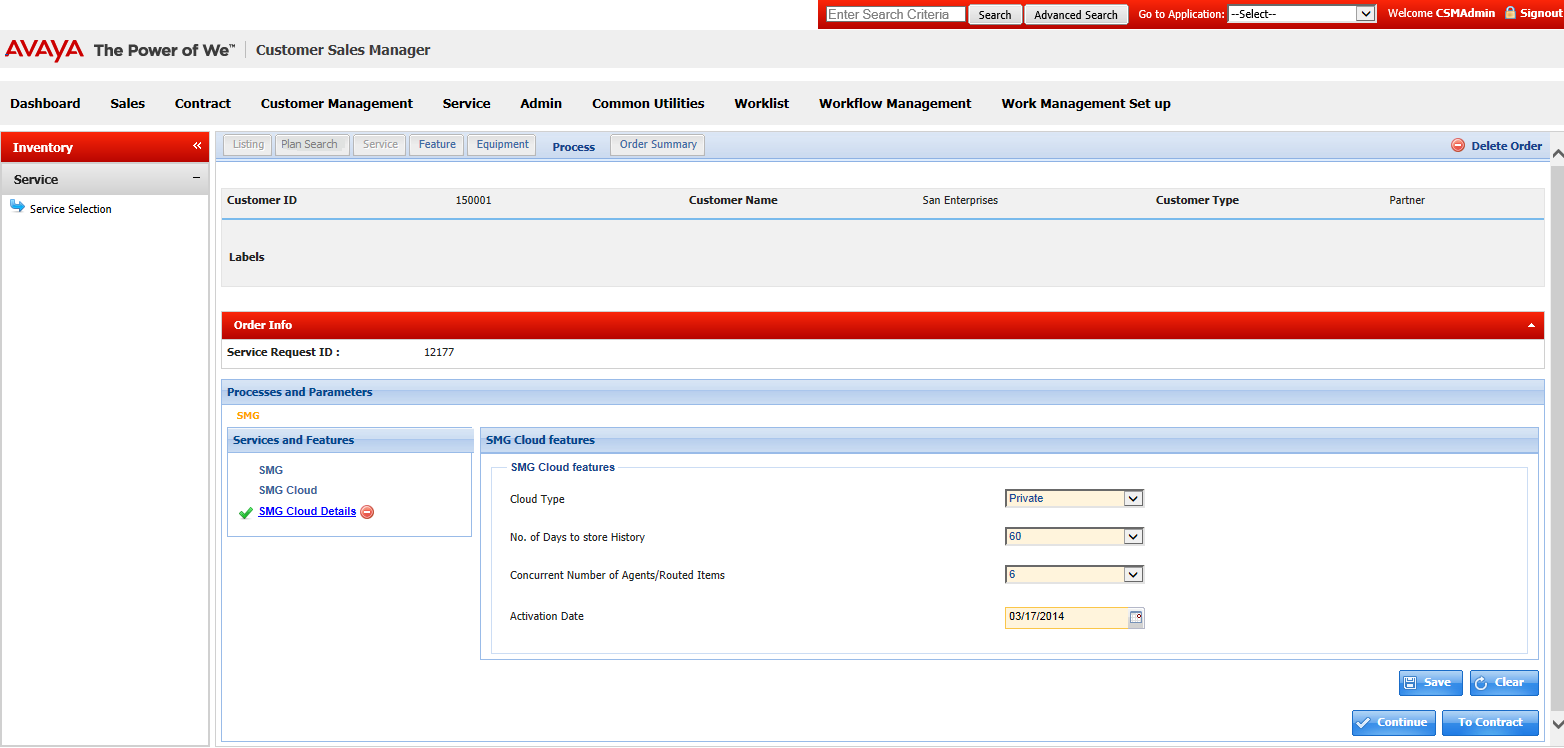 Enter Search Criteria Search Advanced Search Go to Application: --Select-- Welcome CSMAdmin Signout
AVAYA The Power of We™ Customer Sales Manager
Dashboard Sales Contract Customer Management Service Admin Common Utilities Worklist Workflow Management Work Management Set up
Inventory «
Service −
Service Selection
Listing Plan Search Service Feature Equipment Process Order Summary Delete Order
Customer ID 150001 Customer Name San Enterprises Customer Type Partner
Labels
Order Info
Service Request ID : 12177
Processes and Parameters
SMG
Services and Features
SMG
SMG Cloud
SMG Cloud Details
SMG Cloud features
SMG Cloud features
Cloud Type Private
No. of Days to store History 60
Concurrent Number of Agents/Routed Items 6
Activation Date 03/17/2014
Save Clear
Continue To Contract